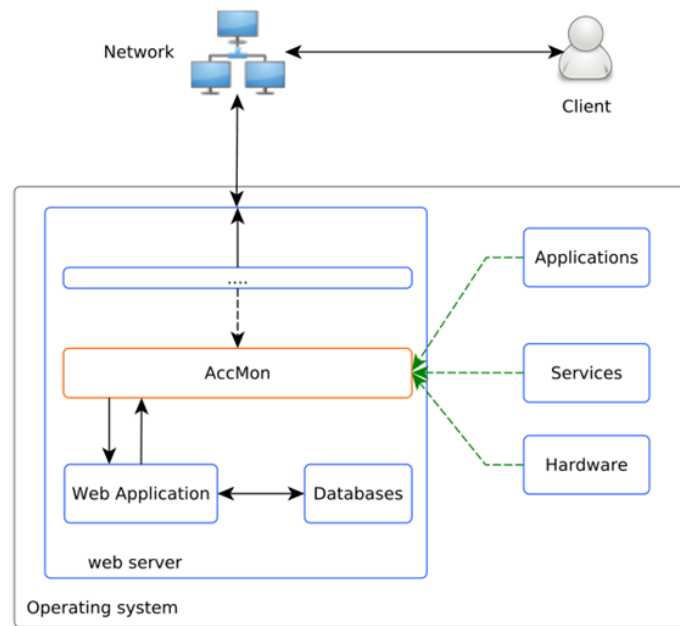 Network
Client
Applications
....
AccMon
Services
Hardware
Web Application
Databases
web server
Operating system